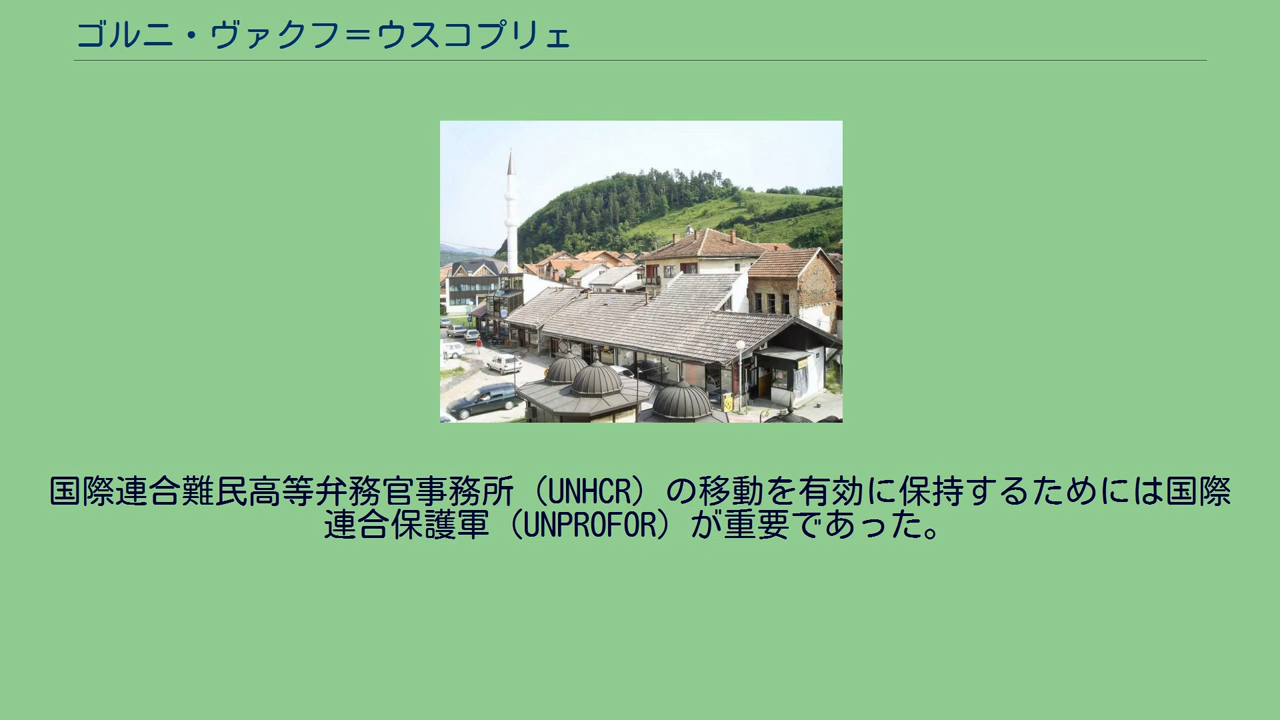 ゴルニ・ヴァクフ＝ウスコプリェ
国際連合難民高等弁務官事務所（UNHCR）の移動を有効に保持するためには国際
連合保護軍（UNPROFOR）が重要であった。